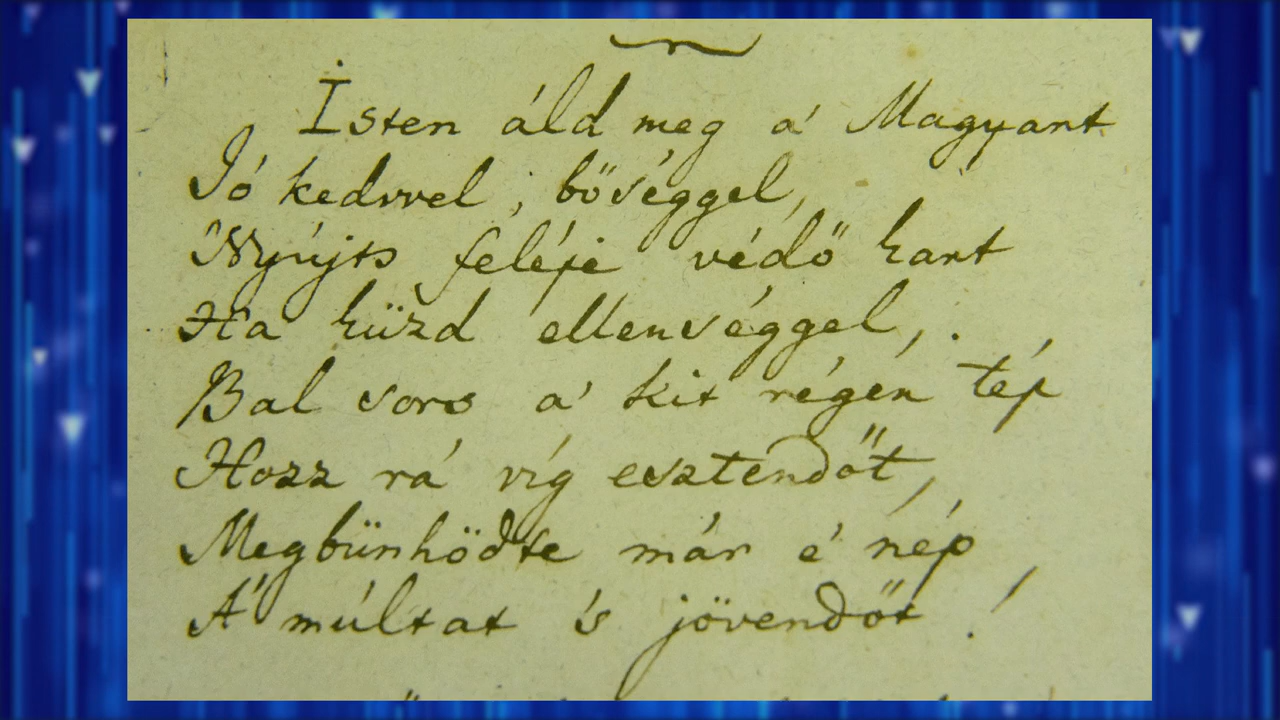 Isten áld meg a' Magyart
Jó kedvvel, bőséggel,
Nyújts feléje védő kart
Ha küzd ellenséggel,
Bal sors a' kit régen tép
Hozz rá víg esztendőt,
Megbünhödte már é nép
A' múltat 's jövendőt!